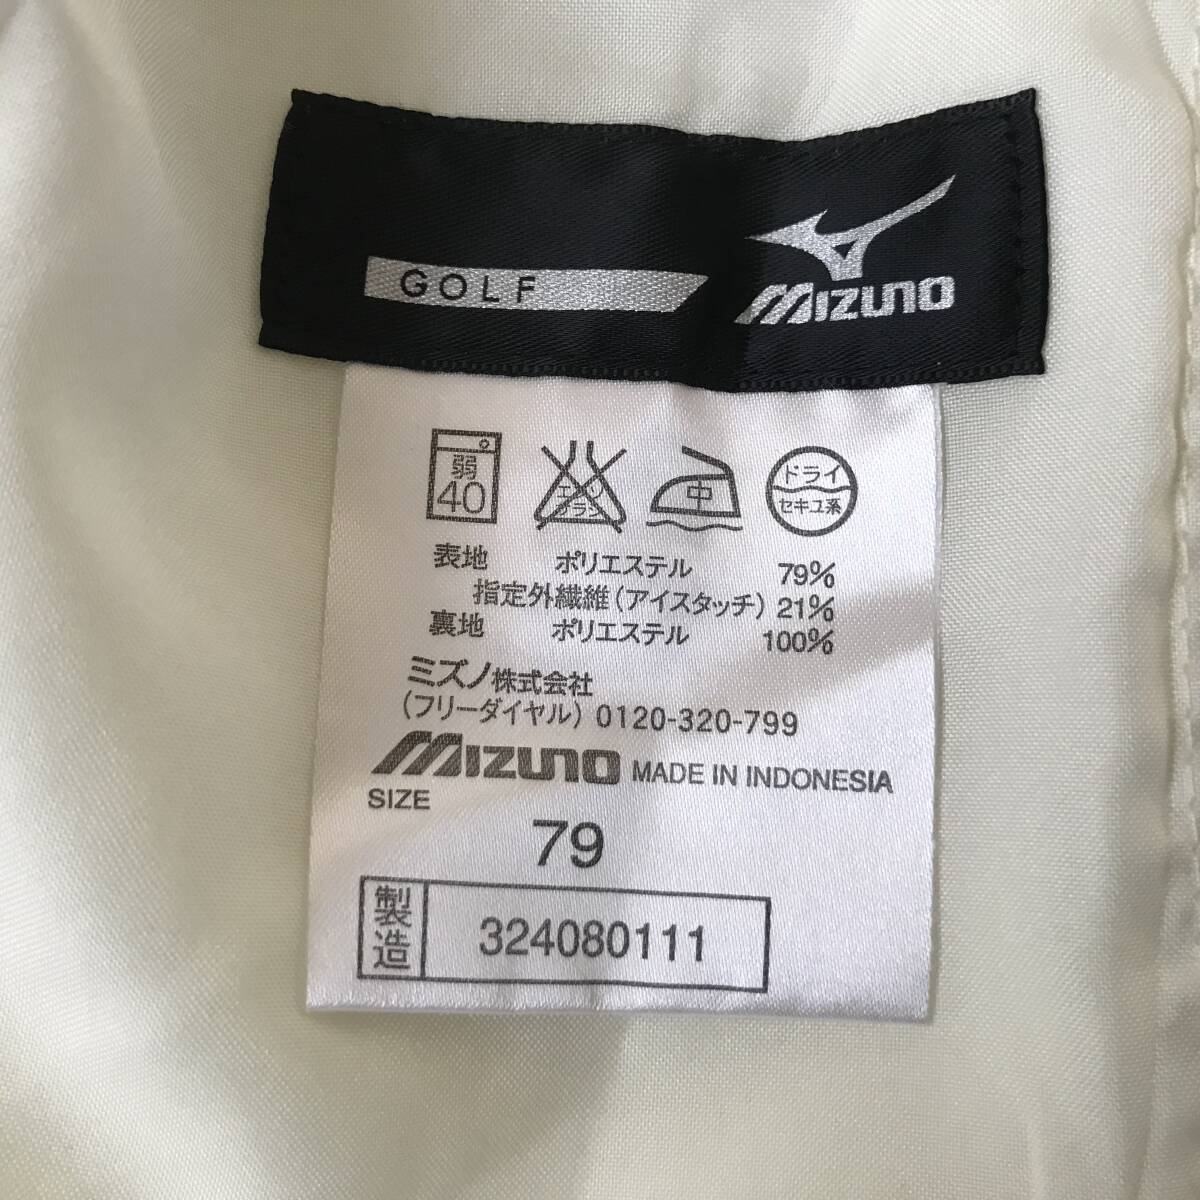 GOLF
MIZUNO
弱
40
エンソ
サラシ
中
ドライ
セキユ系
表地 ポリエステル 79%
指定外繊維(アイスタッチ) 21%
裏地 ポリエステル 100%
ミズノ株式会社
(フリーダイヤル) 0120-320-799
MIZUNO MADE IN INDONESIA
SIZE
79
製造 324080111